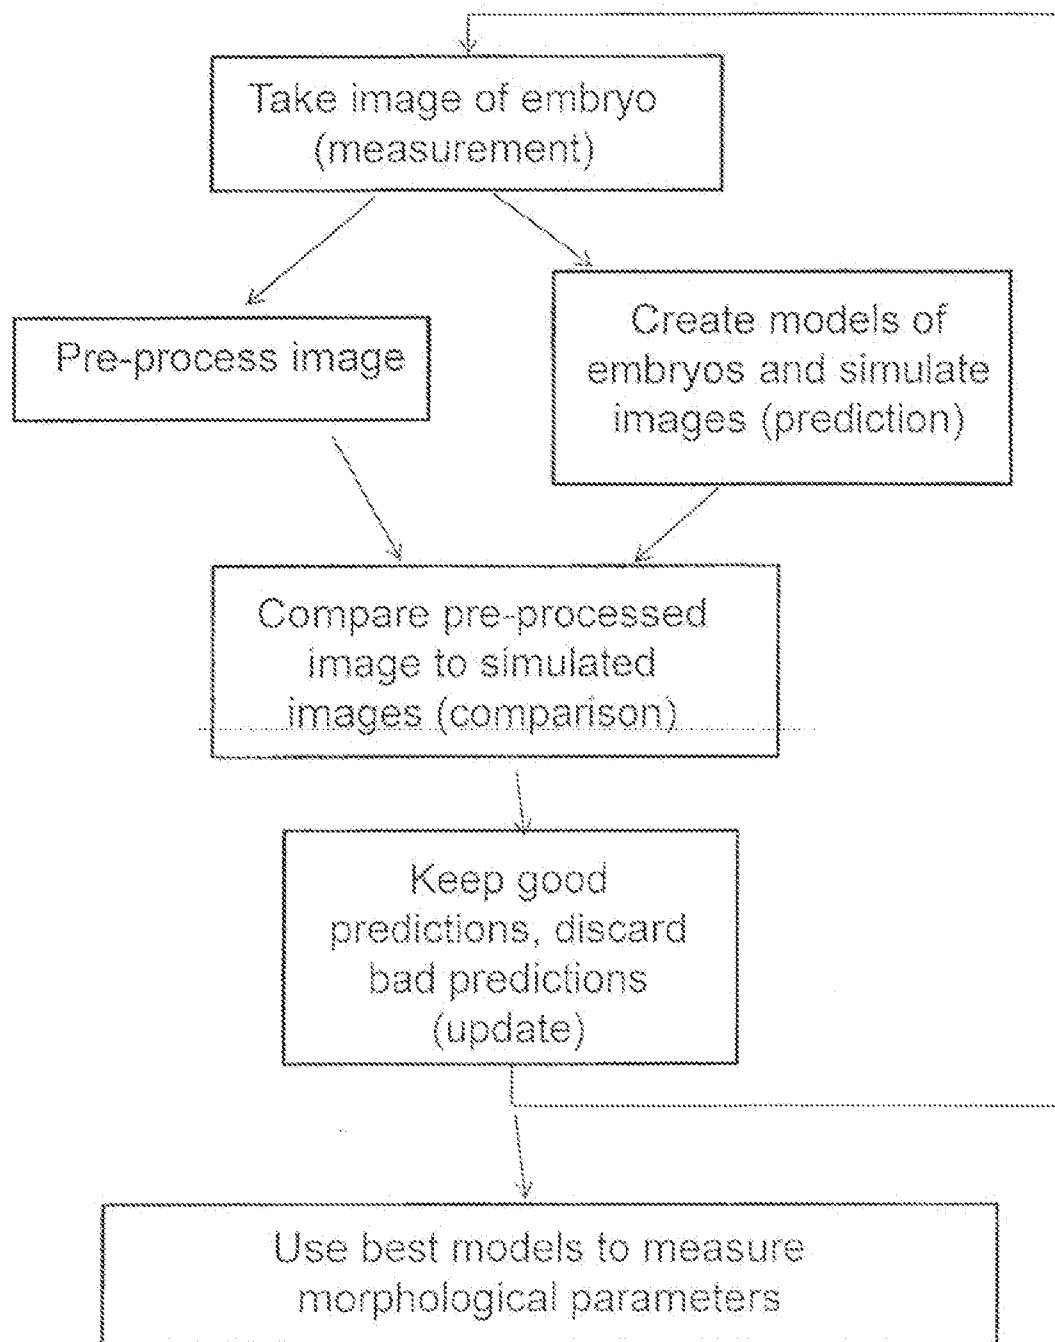 Take image of embryo
(measurement)
Pre-process image
Create models of
embryos and simulate
images (prediction)
Compare pre-processed
image to simulated
images (comparison)
Keep good
predictions, discard
bad predictions
(update)
Use best models to measure
morphological parameters